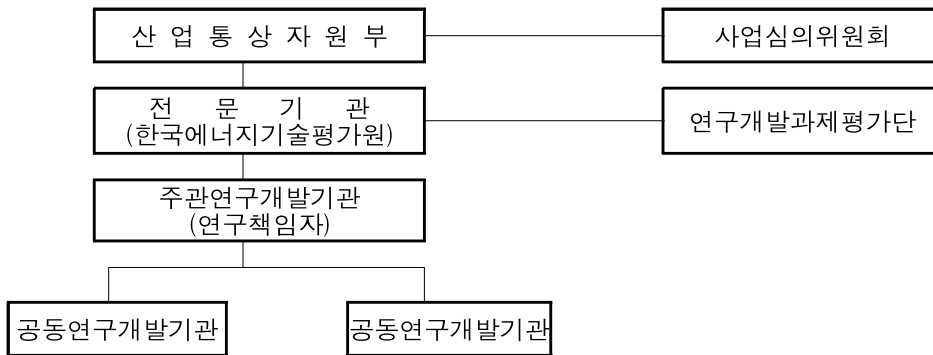 산 업 통 상 자 원 부
사업심의위원회
전 문 기 관
(한국에너지기술평가원)
연구개발과제평가단
주관연구개발기관
(연구책임자)
공동연구개발기관
공동연구개발기관